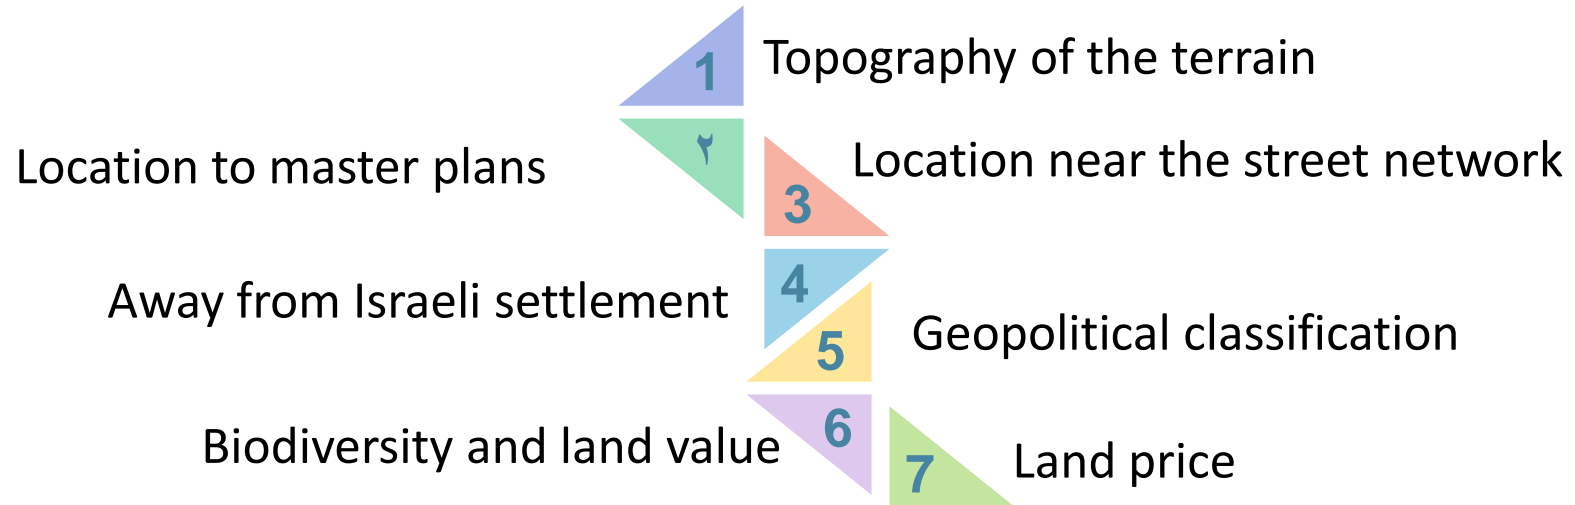 1 Topography of the terrain
Location to master plans ٢
3 Location near the street network
Away from Israeli settlement 4
5 Geopolitical classification
Biodiversity and land value 6
7 Land price